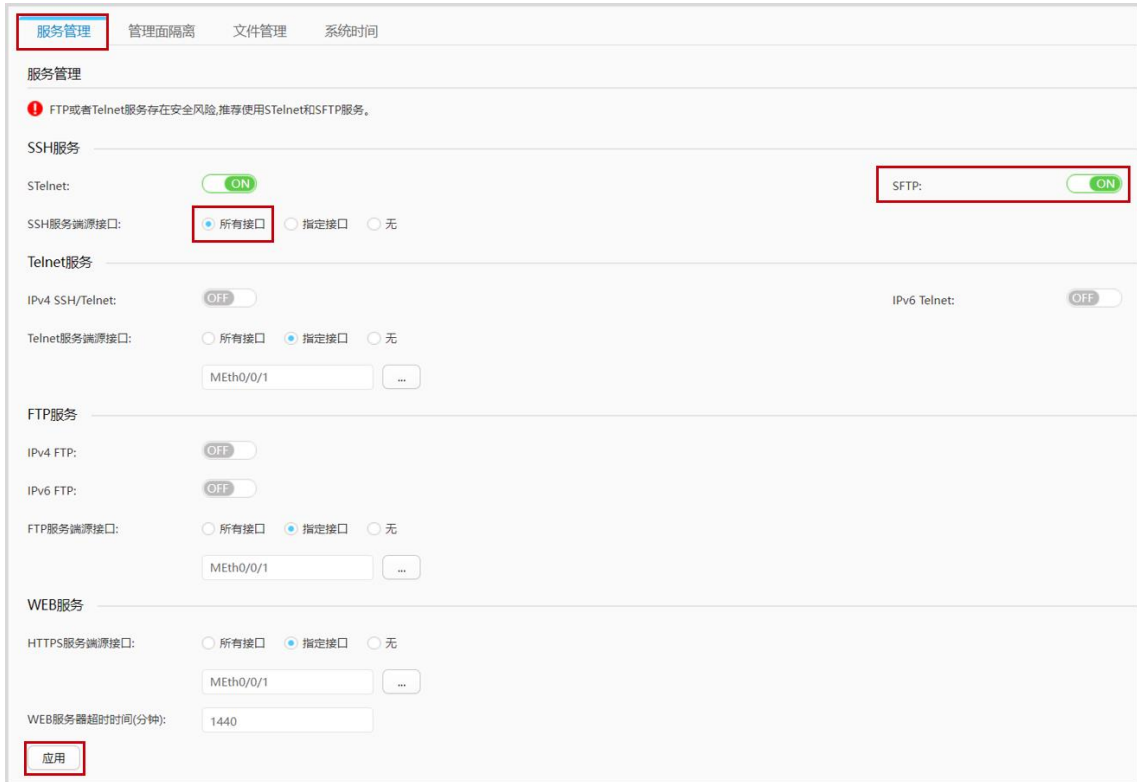 服务管理 管理面隔离 文件管理 系统时间
服务管理
FTP或者Telnet服务存在安全风险,推荐使用STelnet和SFTP服务。
SSH服务
STelnet: ON SFTP: ON
SSH服务端源接口: 所有接口 指定接口 无
Telnet服务
IPv4 SSH/Telnet: OFF IPv6 Telnet: OFF
Telnet服务端源接口: 所有接口 指定接口 无
MEth0/0/1 ...
FTP服务
IPv4 FTP: OFF
IPv6 FTP: OFF
FTP服务端源接口: 所有接口 指定接口 无
MEth0/0/1 ...
WEB服务
HTTPS服务端源接口: 所有接口 指定接口 无
MEth0/0/1 ...
WEB服务器超时时间(分钟): 1440
应用